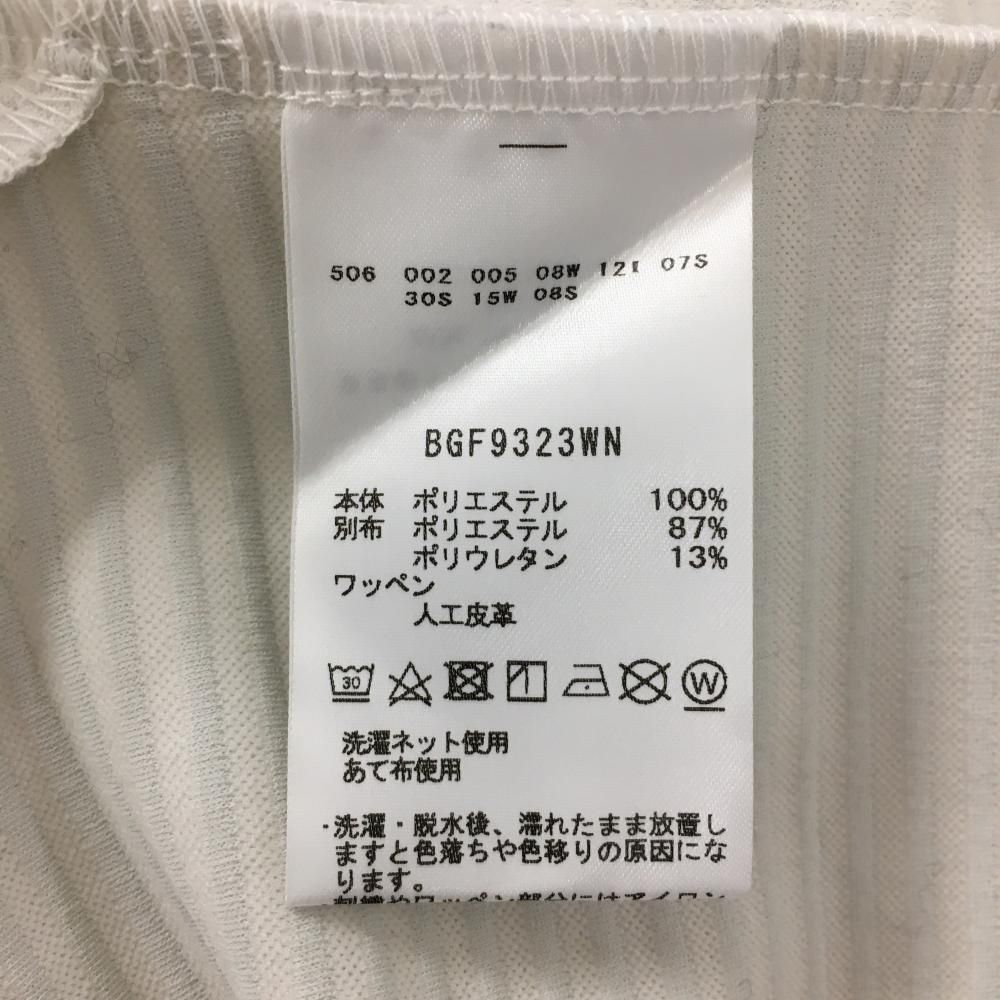 506 002 005 08W 12I 07S
30S 15W 08S
BGF9323WN
本体 ポリエステル 100%
別布 ポリエステル 87%
ポリウレタン 13%
ワッペン
人工皮革
30
W
洗濯ネット使用
あて布使用
・洗濯・脱水後、濡れたまま放置し
ますと色落ちや色移りの原因にな
ります。